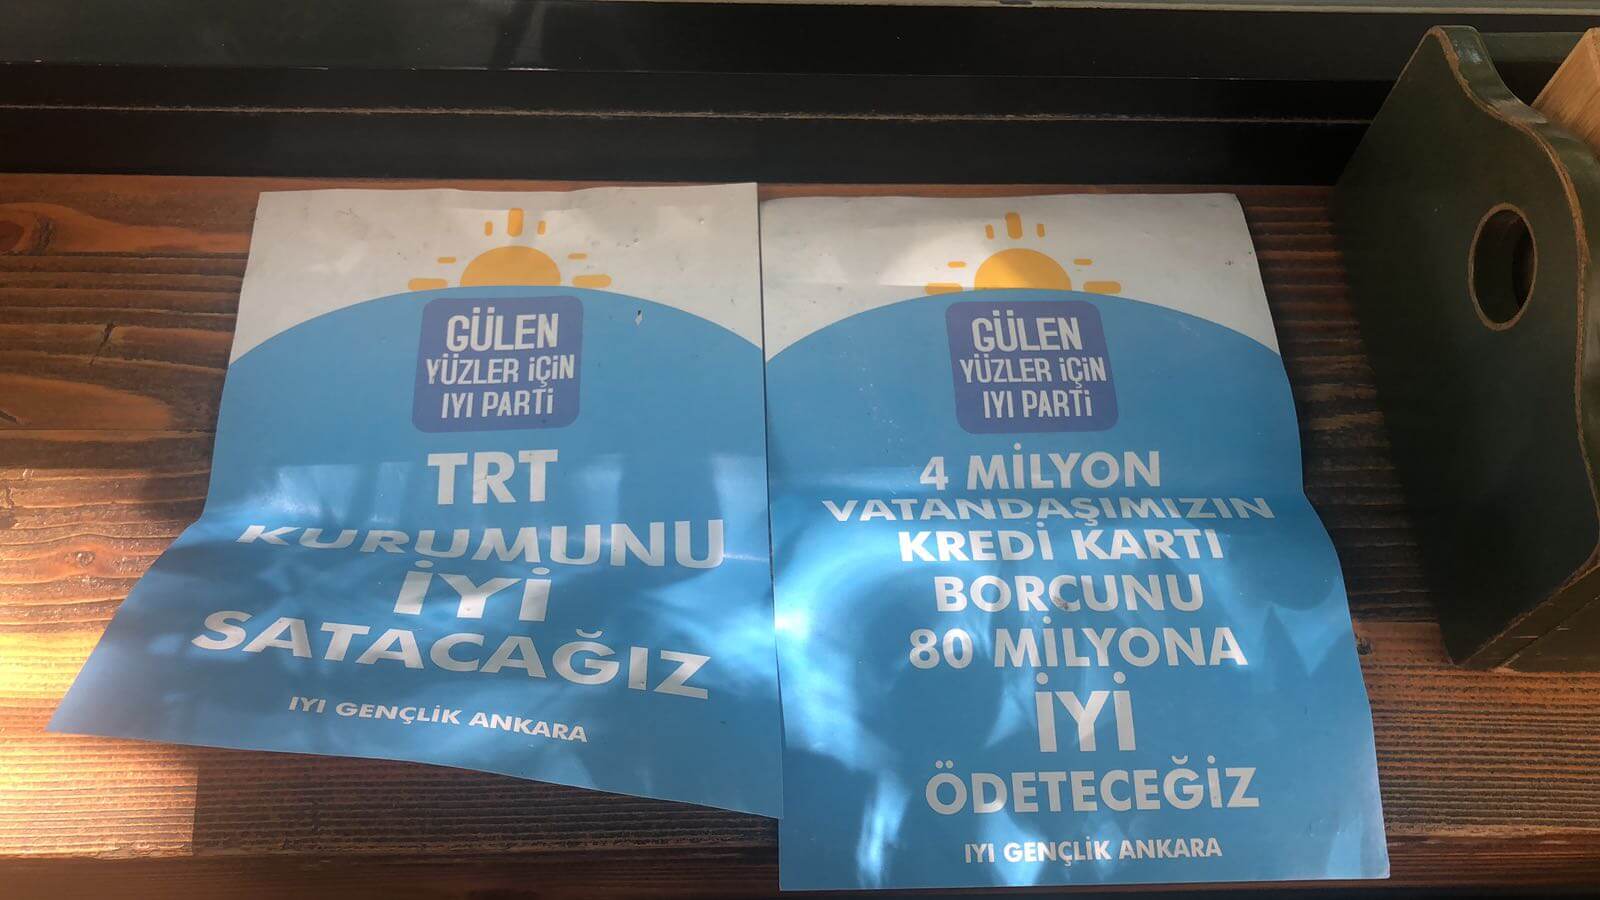 GÜLEN
YÜZLER İÇİN
IYI PARTİ
TRT
KURUMUNU
İYİ
SATACAĞIZ
IYI GENÇLİK ANKARA
GÜLEN
YÜZLER İÇİN
IYI PARTİ
4 MİLYON
VATANDAŞIMIZIN
KREDİ KARTI
BORCUNU
80 MİLYONA
İYİ
ÖDETECEĞİZ
IYI GENÇLİK ANKARA